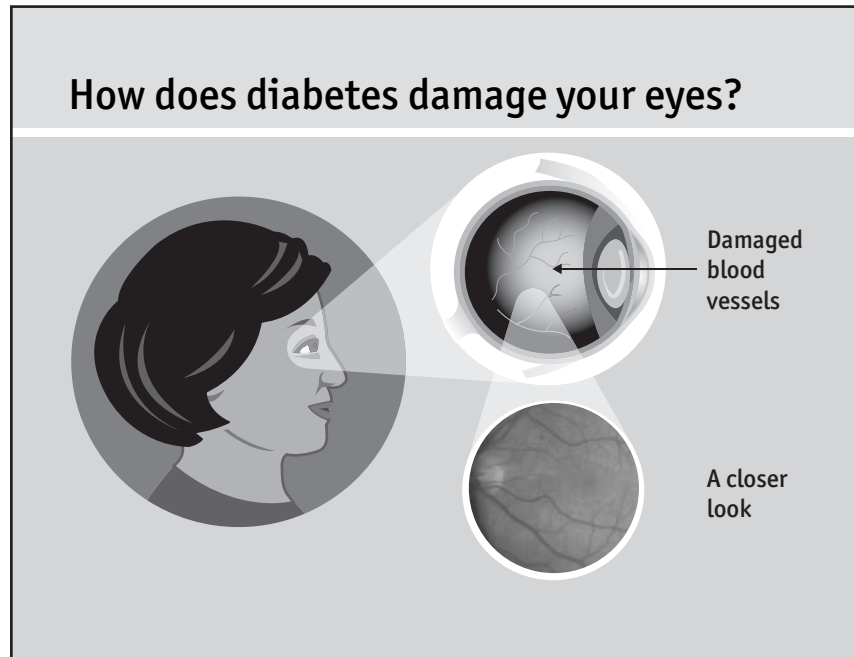 How does diabetes damage your eyes?
Damaged
blood
vessels
A closer
look